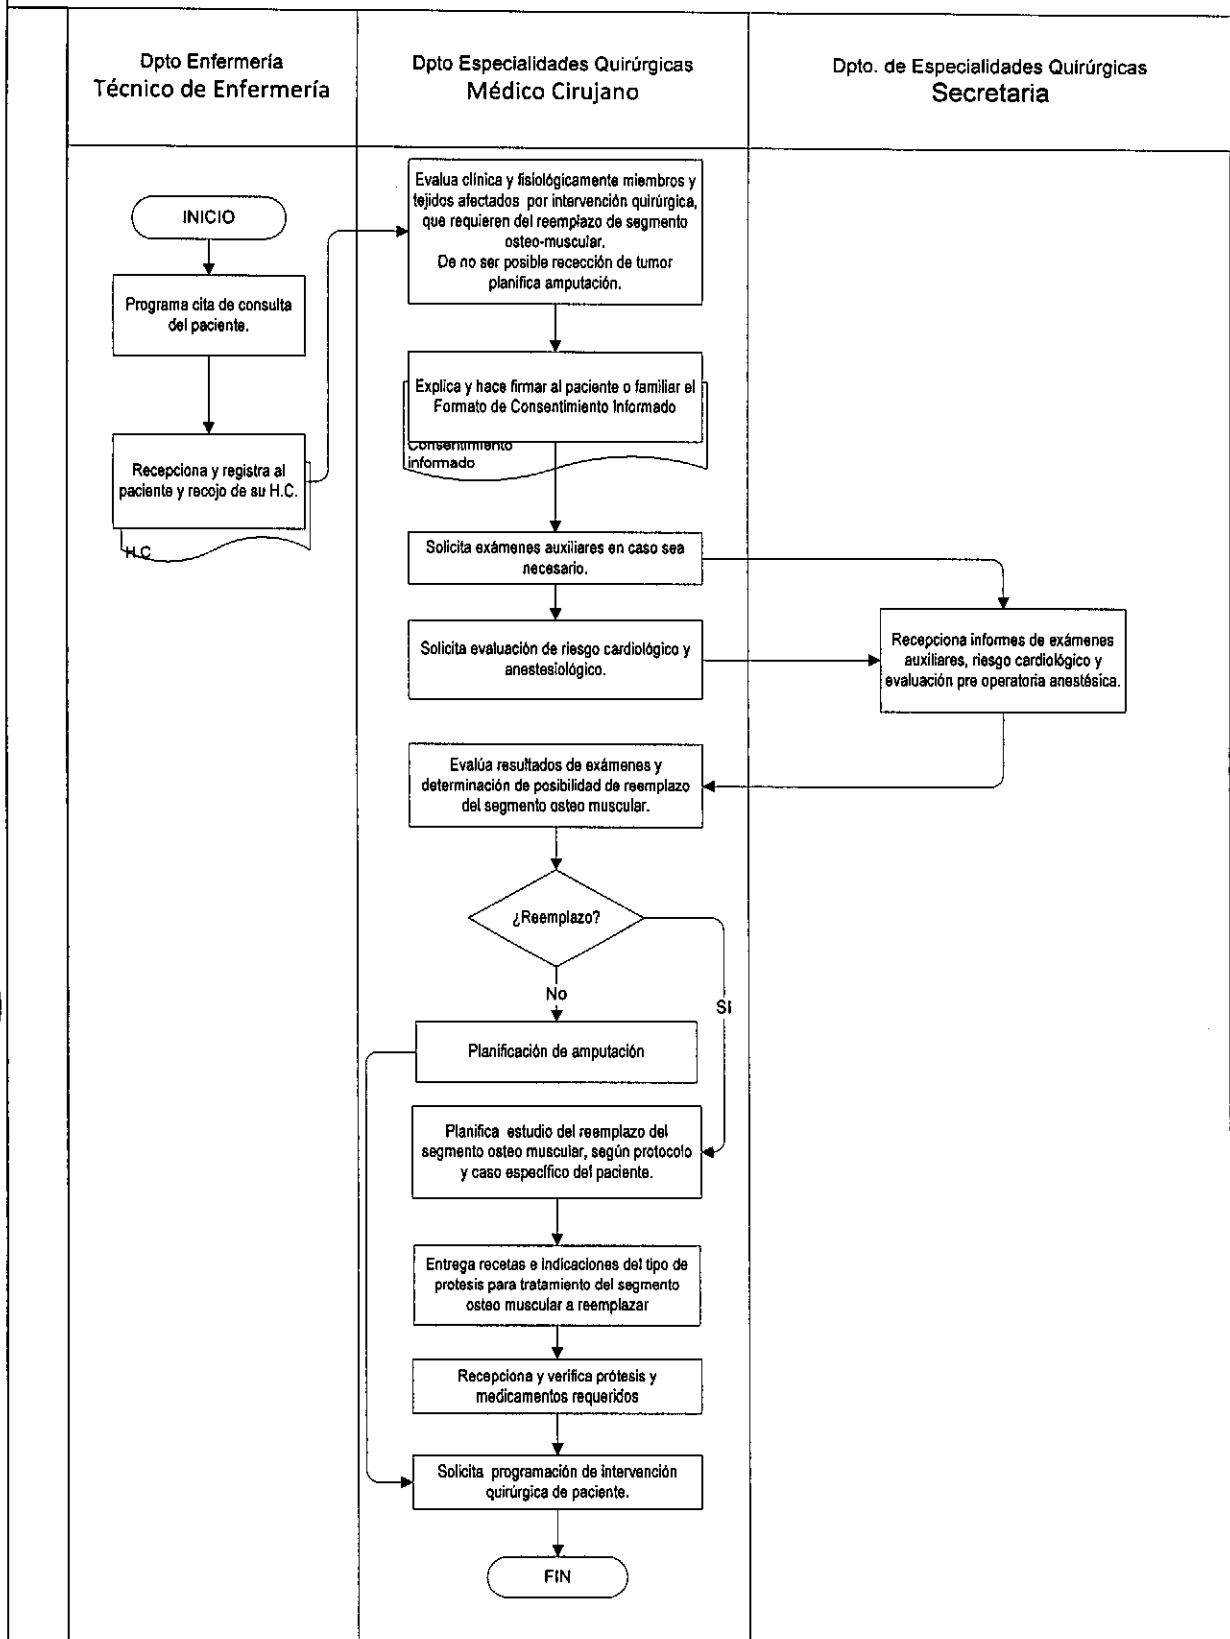 Dpto Enfermería
Técnico de Enfermería
Dpto Especialidades Quirúrgicas
Médico Cirujano
Dpto. de Especialidades Quirúrgicas
Secretaria
INICIO
Programa cita de consulta
del paciente.
Recepciona y registra al
paciente y recojo de su H.C.
H.C
Evalua clínica y fisiológicamente miembros y
tejidos afectados por intervención quirúrgica,
que requieren del reemplazo de segmento
osteo-muscular.
De no ser posible recección de tumor
planifica amputación.
Explica y hace firmar al paciente o familiar el
Formato de Consentimiento Informado
Consentimiento
informado
Solicita exámenes auxiliares en caso sea
necesario.
Solicita evaluación de riesgo cardiológico y
anestesiológico.
Recepciona informes de exámenes
auxiliares, riesgo cardiológico y
evaluación pre operatoria anestésica.
Evalúa resultados de exámenes y
determinación de posibilidad de reemplazo
del segmento osteo muscular.
¿Reemplazo?
No
SI
Planificación de amputación
Planifica estudio del reemplazo del
segmento osteo muscular, según protocolo
y caso específico del paciente.
Entrega recetas e indicaciones del tipo de
protesis para tratamiento del segmento
osteo muscular a reemplazar
Recepciona y verifica prótesis y
medicamentos requeridos
Solicita programación de intervención
quirúrgica de paciente.
FIN